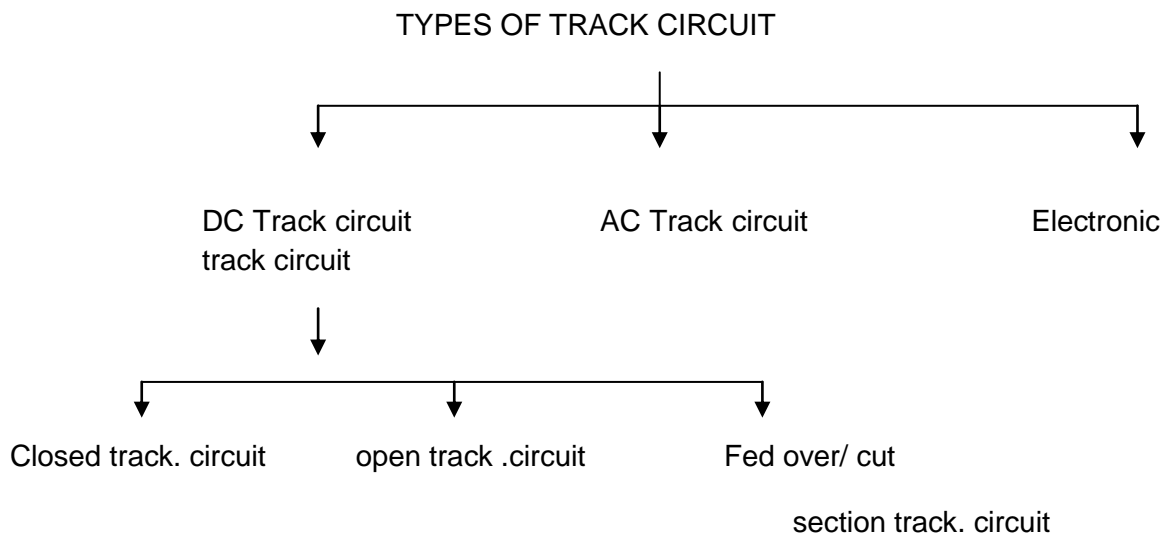 TYPES OF TRACK CIRCUIT
DC Track circuit AC Track circuit Electronic
track circuit
Closed track. circuit open track .circuit Fed over/ cut
section track. circuit